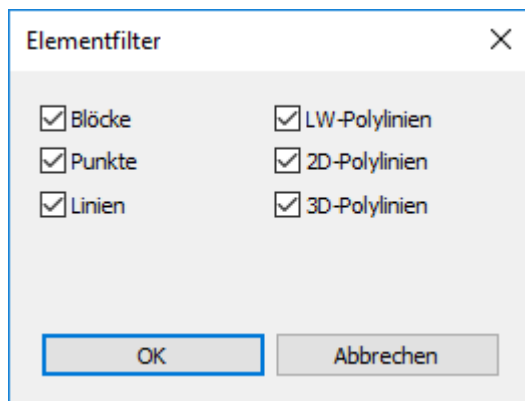 Elementfilter
Blöcke
LW-Polylinien
Punkte
2D-Polylinien
Linien
3D-Polylinien
OK
Abbrechen